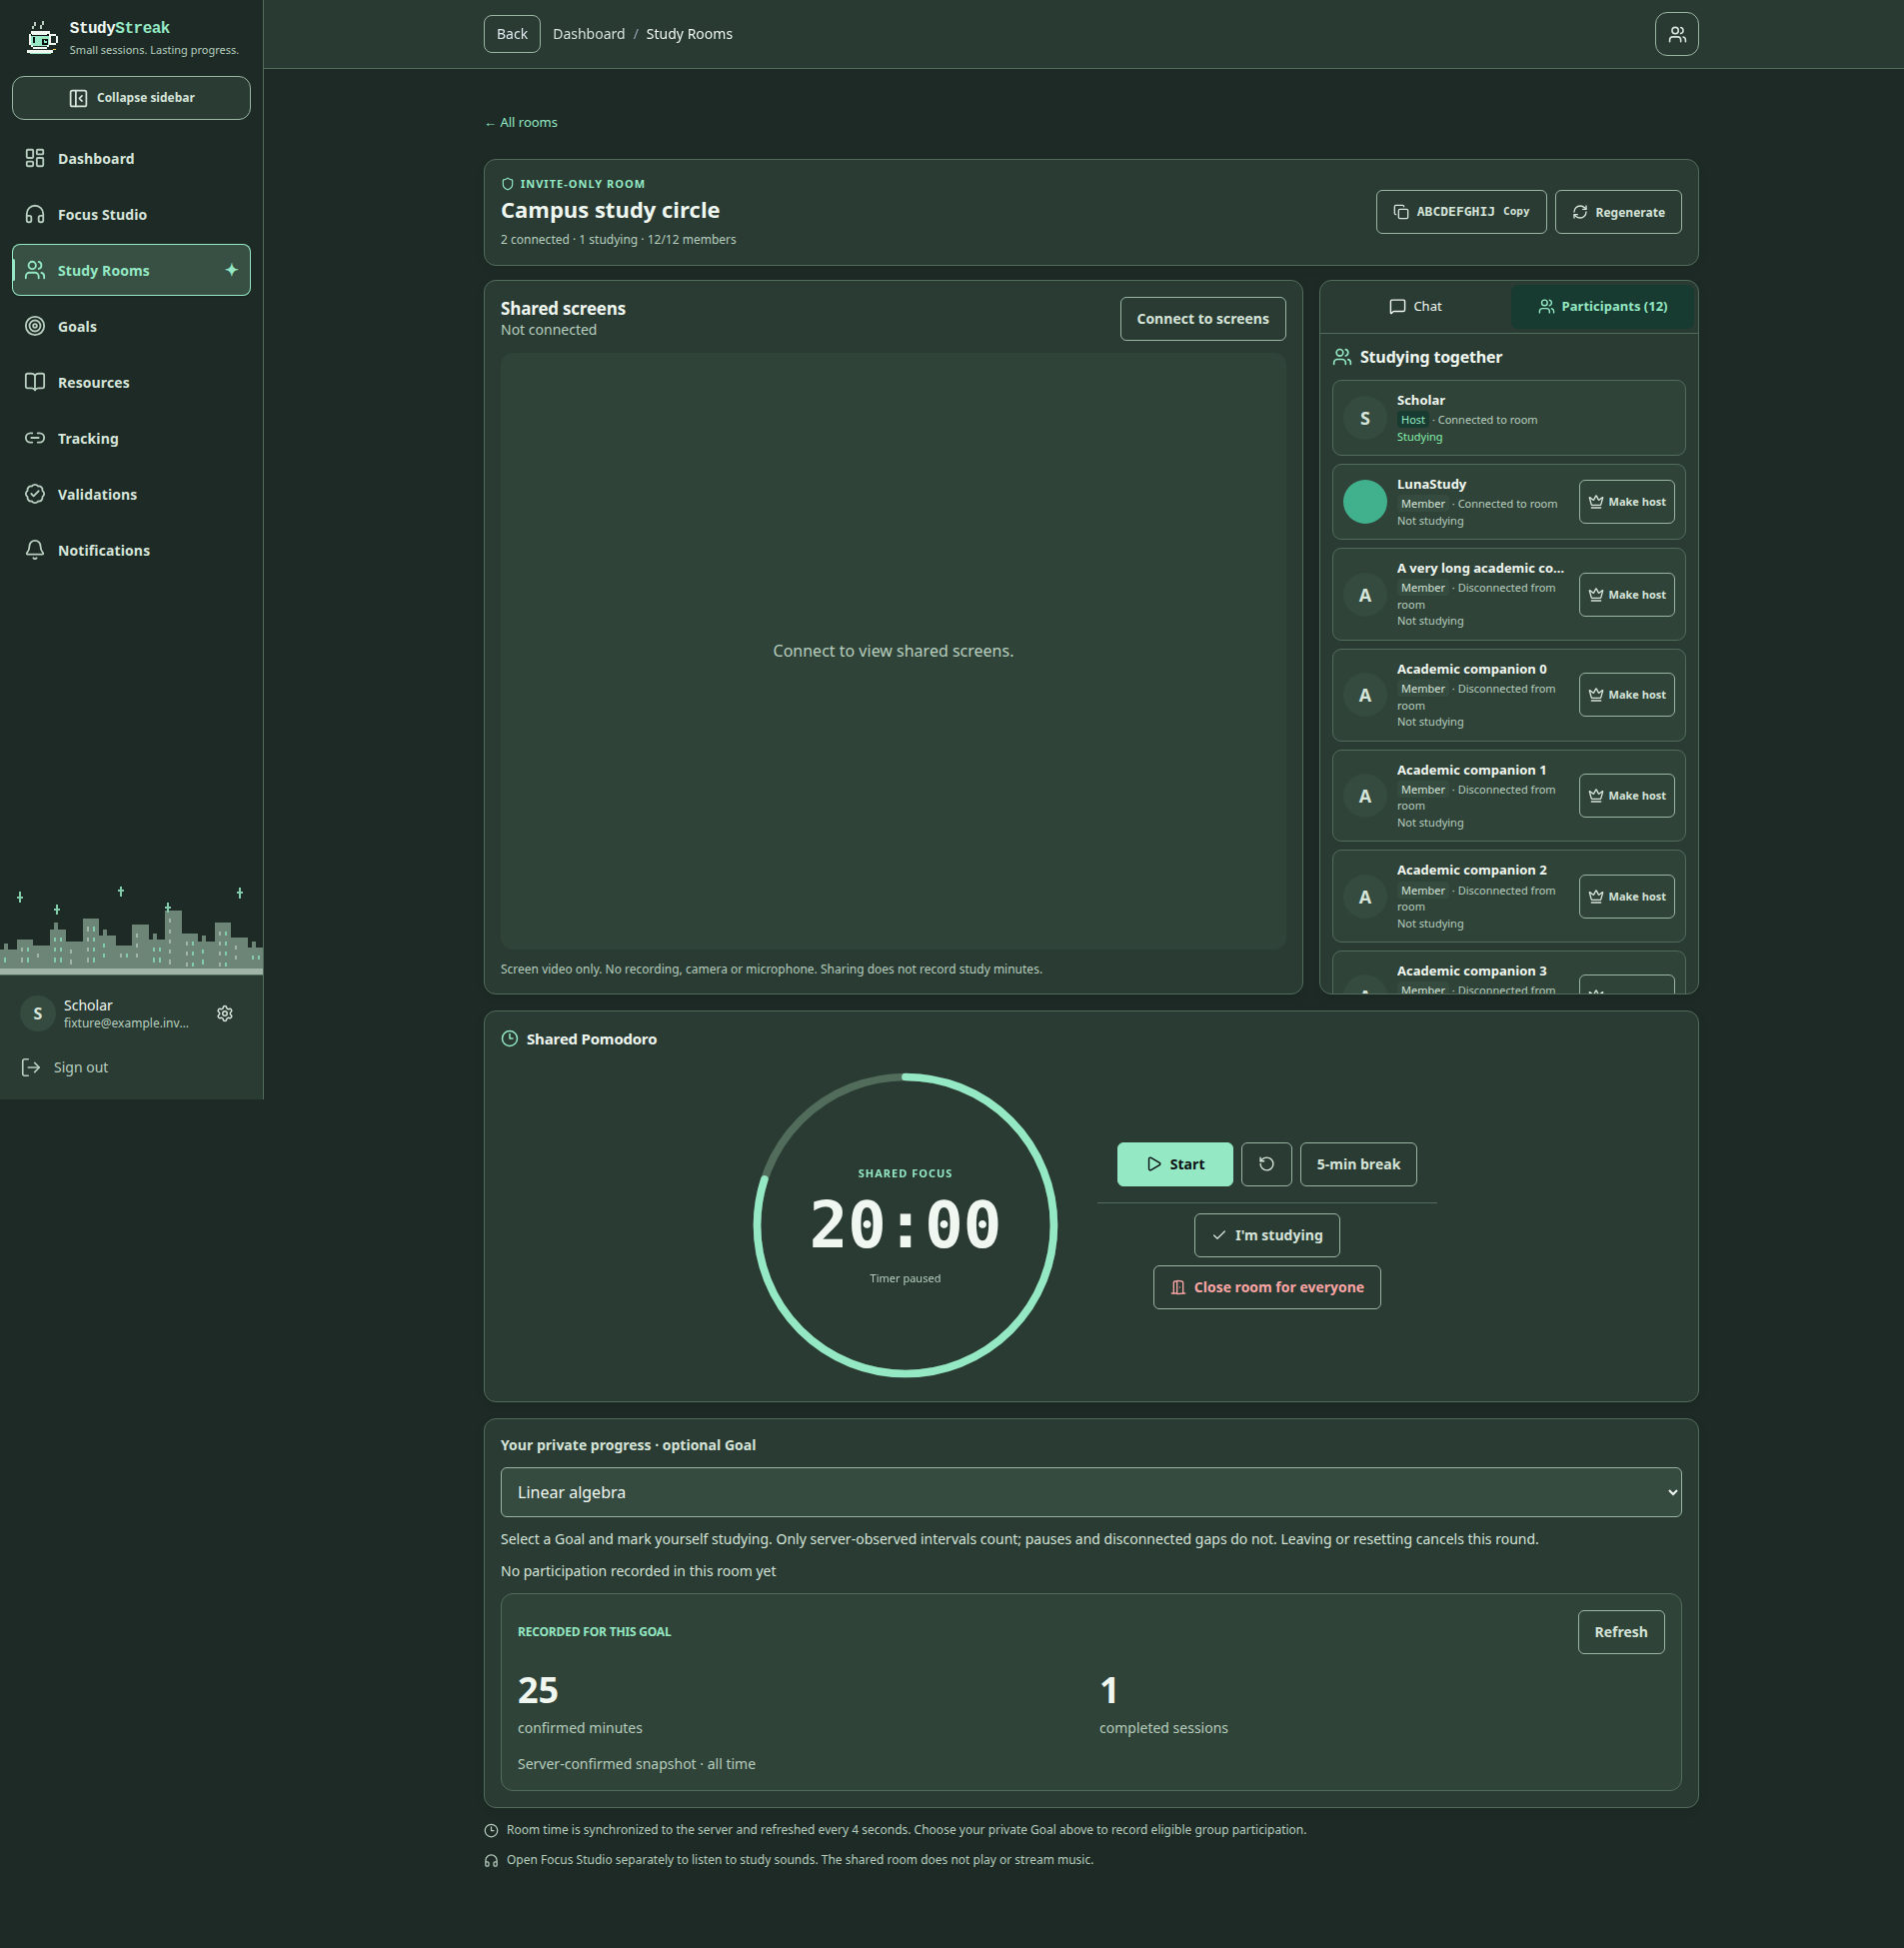 StudyStreak
Small sessions. Lasting progress.
Collapse sidebar
Dashboard
Focus Studio
Study Rooms
Goals
Resources
Tracking
Validations
Notifications
S
Scholar
fixture@example.inv...
Sign out
Back
Dashboard / Study Rooms
← All rooms
INVITE-ONLY ROOM
Campus study circle
2 connected · 1 studying · 12/12 members
ABCDEFGHIJ Copy
Regenerate
Shared screens
Not connected
Connect to screens
Connect to view shared screens.
Screen video only. No recording, camera or microphone. Sharing does not record study minutes.
Chat
Participants (12)
Studying together
S
Scholar
Host · Connected to room
Studying
LunaStudy
Member · Connected to room
Not studying
Make host
A
A very long academic co...
Member · Disconnected from
room
Not studying
Make host
A
Academic companion 0
Member · Disconnected from
room
Not studying
Make host
A
Academic companion 1
Member · Disconnected from
room
Not studying
Make host
A
Academic companion 2
Member · Disconnected from
room
Not studying
Make host
Academic companion 3
Member · Disconnected from
Shared Pomodoro
SHARED FOCUS
20:00
Timer paused
Start
5-min break
I'm studying
Close room for everyone
Your private progress · optional Goal
Linear algebra
Select a Goal and mark yourself studying. Only server-observed intervals count; pauses and disconnected gaps do not. Leaving or resetting cancels this round.
No participation recorded in this room yet
RECORDED FOR THIS GOAL
Refresh
25
confirmed minutes
1
completed sessions
Server-confirmed snapshot · all time
Room time is synchronized to the server and refreshed every 4 seconds. Choose your private Goal above to record eligible group participation.
Open Focus Studio separately to listen to study sounds. The shared room does not play or stream music.